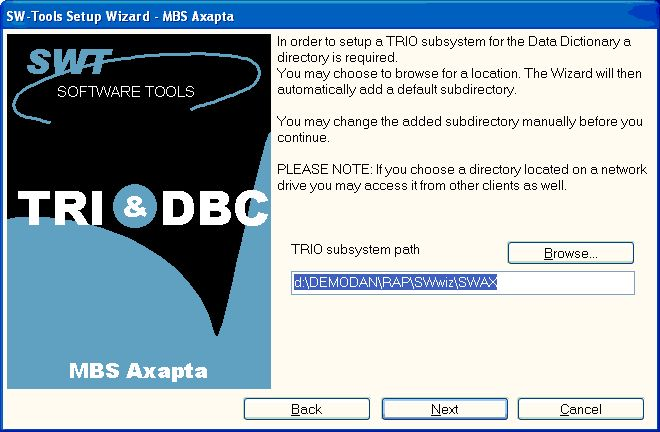 SW-Tools Setup Wizard - MBS Axapta
SWT
SOFTWARE TOOLS
TRI & DBC
MBS Axapta
In order to setup a TRIO subsystem for the Data Dictionary a
directory is required.
You may choose to browse for a location. The Wizard will then
automatically add a default subdirectory.
You may change the added subdirectory manually before you
continue.
PLEASE NOTE: If you choose a directory located on a network
drive you may access it from other clients as well.
TRIO subsystem path
Browse...
d:\DEMODAN\RAP\SWwiz\SWAX
Back
Next
Cancel